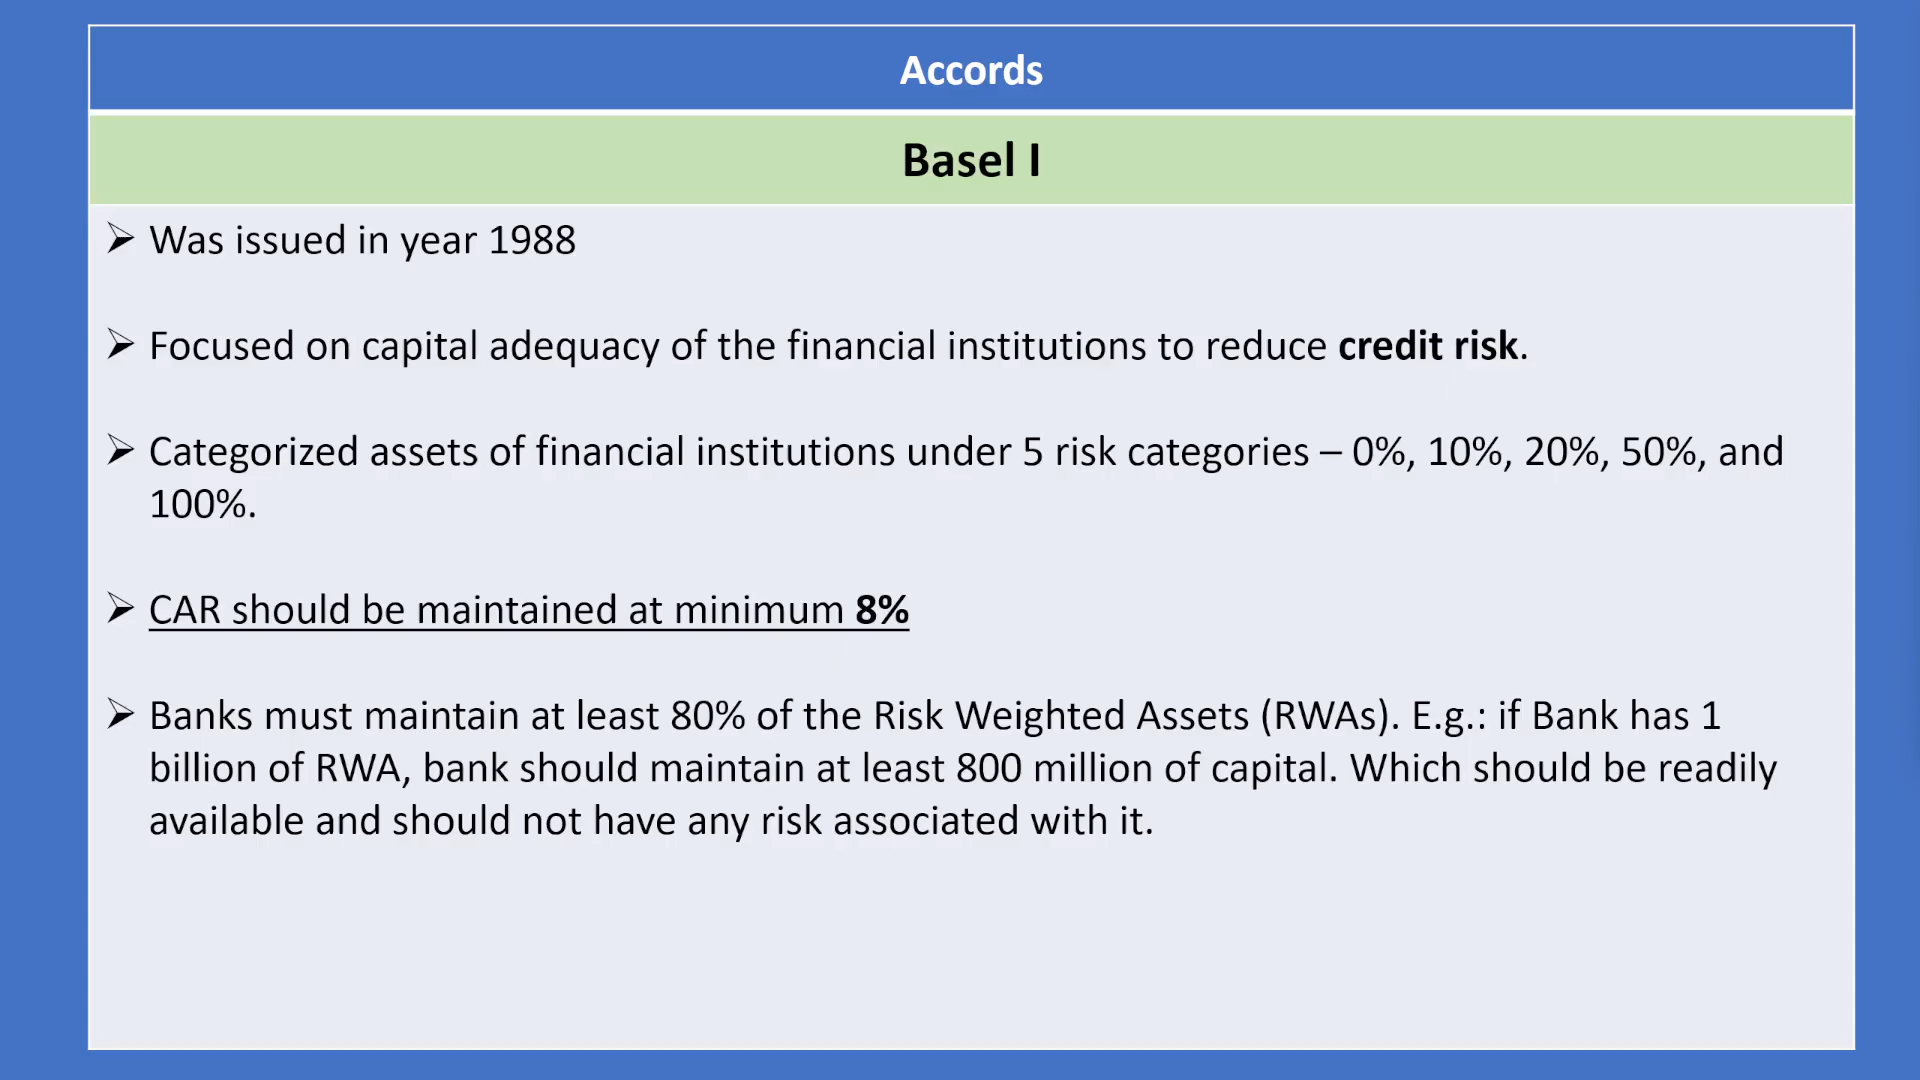 Accords
Basel I
➢ Was issued in year 1988
➢ Focused on capital adequacy of the financial institutions to reduce credit risk.
➢ Categorized assets of financial institutions under 5 risk categories – 0%, 10%, 20%, 50%, and
100%.
➢ CAR should be maintained at minimum 8%
➢ Banks must maintain at least 80% of the Risk Weighted Assets (RWAs). E.g.: if Bank has 1
billion of RWA, bank should maintain at least 800 million of capital. Which should be readily
available and should not have any risk associated with it.